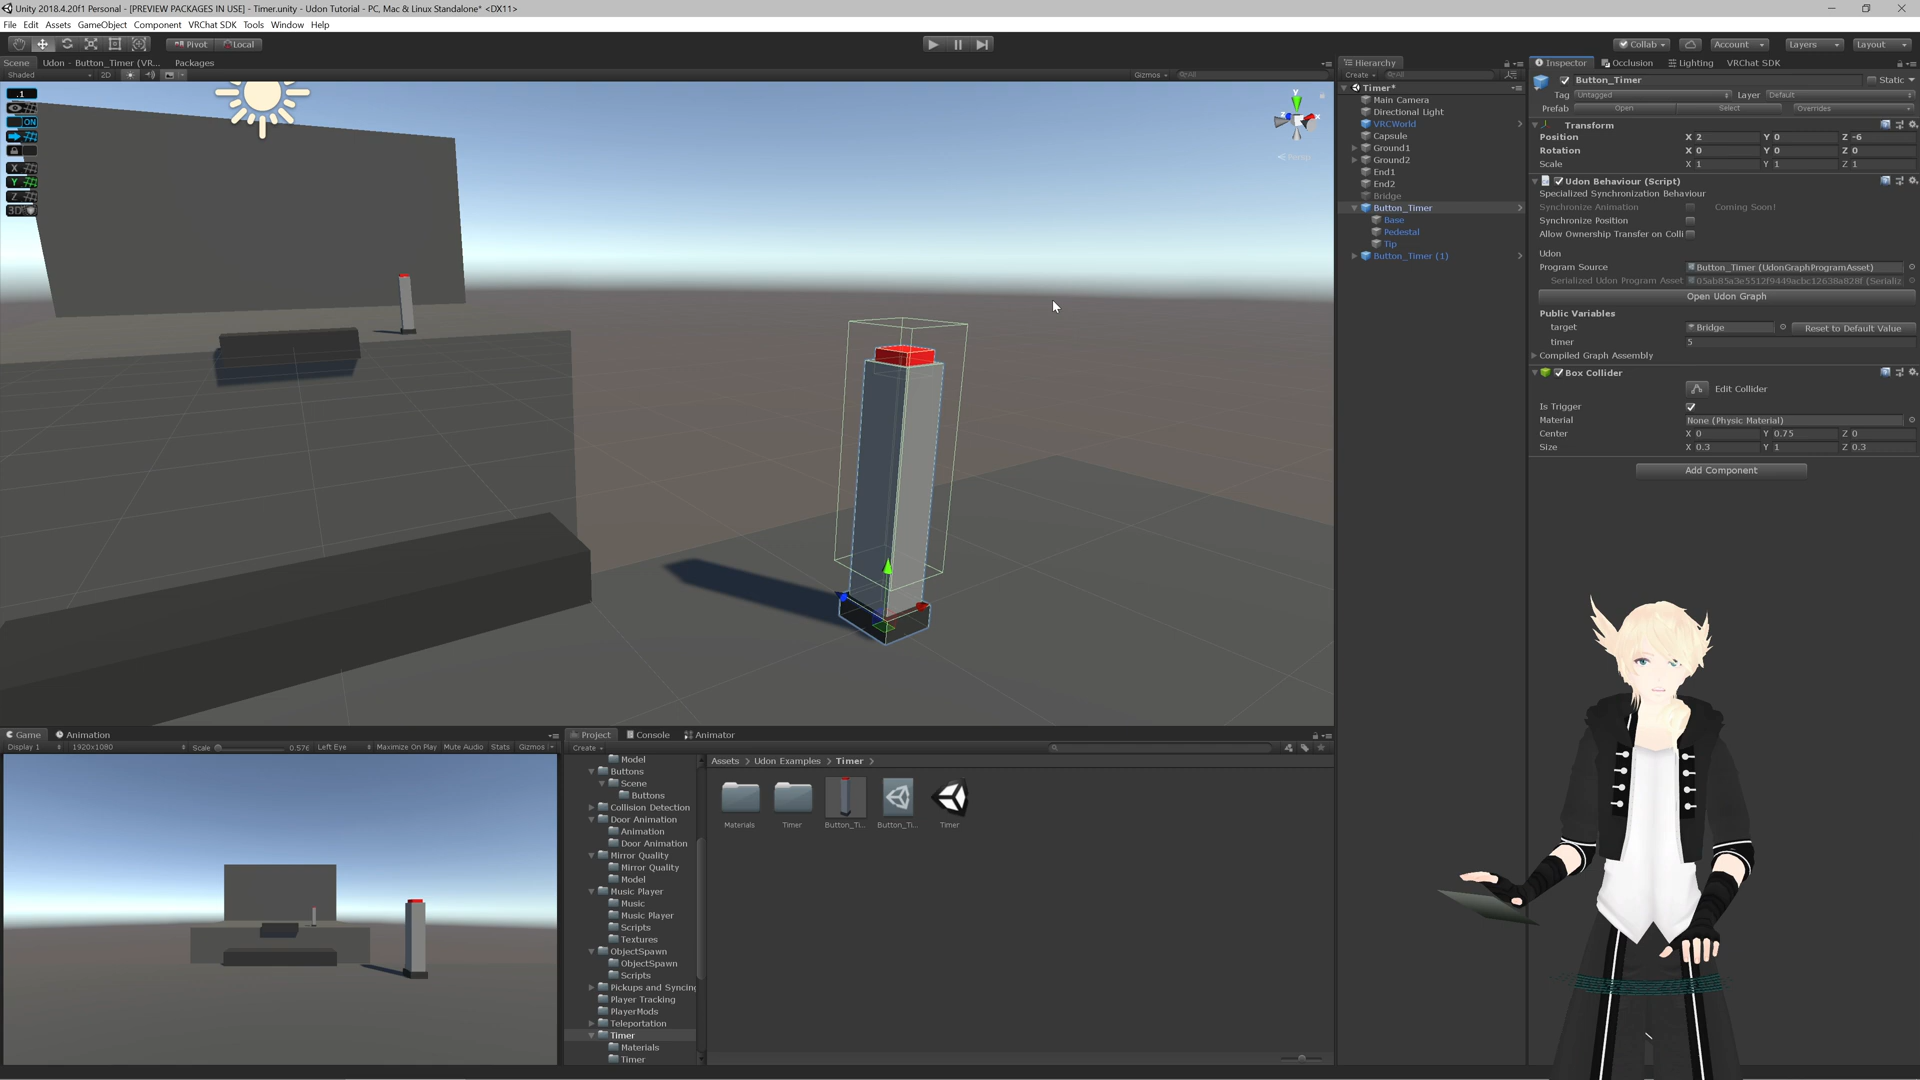 Unity 2018.4.20f1 Personal - [PREVIEW PACKAGES IN USE] - Timer.unity - Udon Tutorial - PC, Mac & Linux Standalone* <DX11>
File Edit Assets GameObject Component VRChat SDK Tools Window Help
Pivot Local
Collab Account Layers Layout
Scene Udon - Button_Timer (VR... Packages
Shaded 2D Gizmos All
.1
ON
X
Y
Z
3D
y
x
Persp
Hierarchy
Create All
Timer*
Main Camera
Directional Light
VRCWorld
Capsule
Ground1
Ground2
End1
End2
Bridge
Button_Timer
Base
Pedestal
Tip
Button_Timer (1)
Inspector Occlusion Lighting VRChat SDK
Button_Timer Static
Tag Untagged Layer Default
Prefab Open Select Overrides
Transform
Position X 2 Y 0 Z -6
Rotation X 0 Y 0 Z 0
Scale X 1 Y 1 Z 1
Udon Behaviour (Script)
Specialized Synchronization Behaviour
Synchronize Animation Coming Soon!
Synchronize Position
Allow Ownership Transfer on Colli
Udon
Program Source Button_Timer (UdonGraphProgramAsset)
Serialized Udon Program Asset
Open Udon Graph
Public Variables
target Bridge Reset to Default Value
timer 5
Compiled Graph Assembly
Box Collider
Edit Collider
Is Trigger
Material None (Physic Material)
Center X 0 Y 0.75 Z 0
Size X 0.3 Y 1 Z 0.3
Add Component
Game Animation
Display 1 1920x1080 Scale 0.576 Left Eye Maximize On Play Mute Audio Stats Gizmos
Project Console Animator
Create
Model
Buttons
Scene
Buttons
Collision Detection
Door Animation
Animation
Door Animation
Mirror Quality
Mirror Quality
Model
Music Player
Music
Music Player
Scripts
Textures
ObjectSpawn
ObjectSpawn
Scripts
Pickups and Syncing
Player Tracking
PlayerMods
Teleportation
Timer
Materials
Timer
Assets > Udon Examples > Timer >
Materials Timer Button_Ti... Button_Ti... Timer